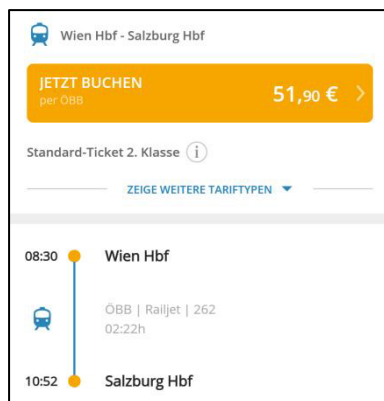 Wien Hbf - Salzburg Hbf
JETZT BUCHEN
51,90 €
per ÖBB
Standard-Ticket 2. Klasse i
ZEIGE WEITERE TARIFTYPEN
08:30 Wien Hbf
ÖBB | Railjet | 262
02:22h
10:52 Salzburg Hbf